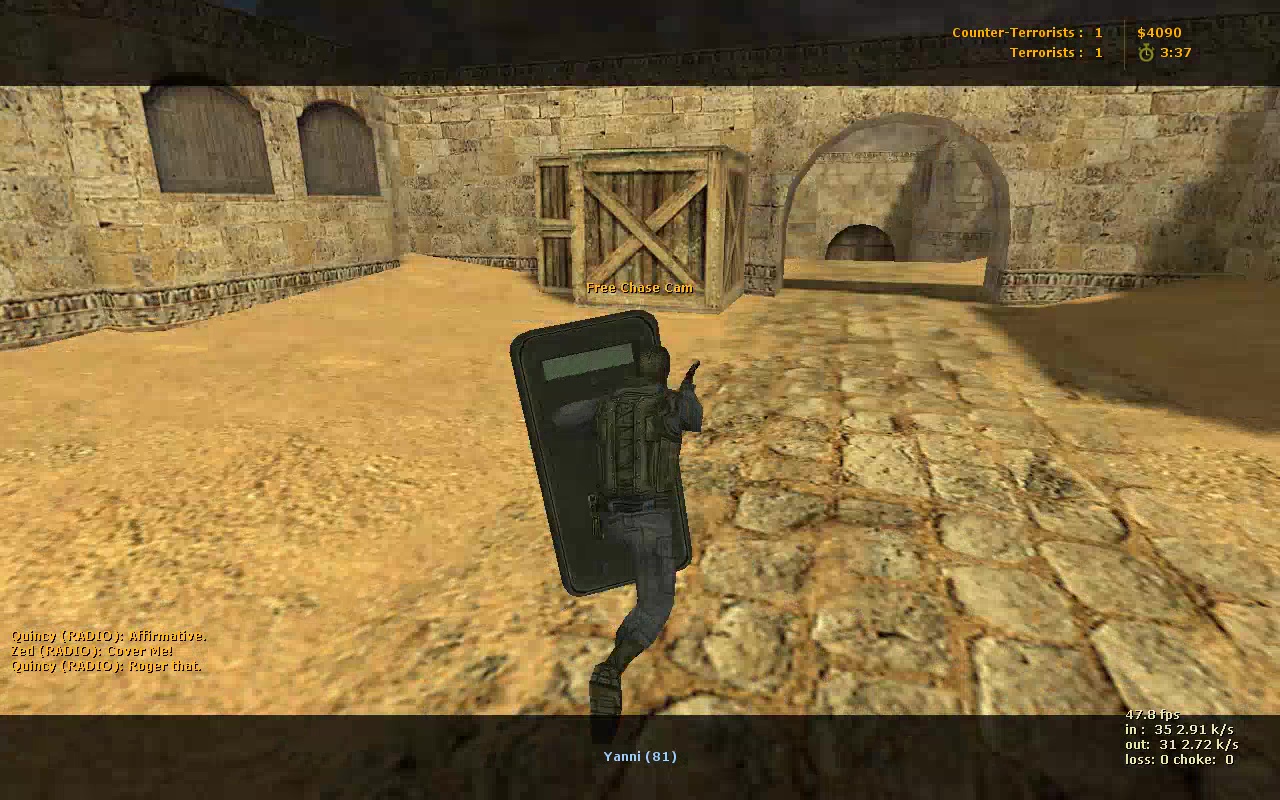 Counter-Terrorists : 1 $4090
Terrorists : 1 3:37
Free Chase Cam
Quincy (RADIO): Affirmative.
Zed (RADIO): Cover Me!
Quincy (RADIO): Roger that.
47.8 fps
in : 35 2.91 k/s
out: 31 2.72 k/s
loss: 0 choke: 0
Yanni (81)